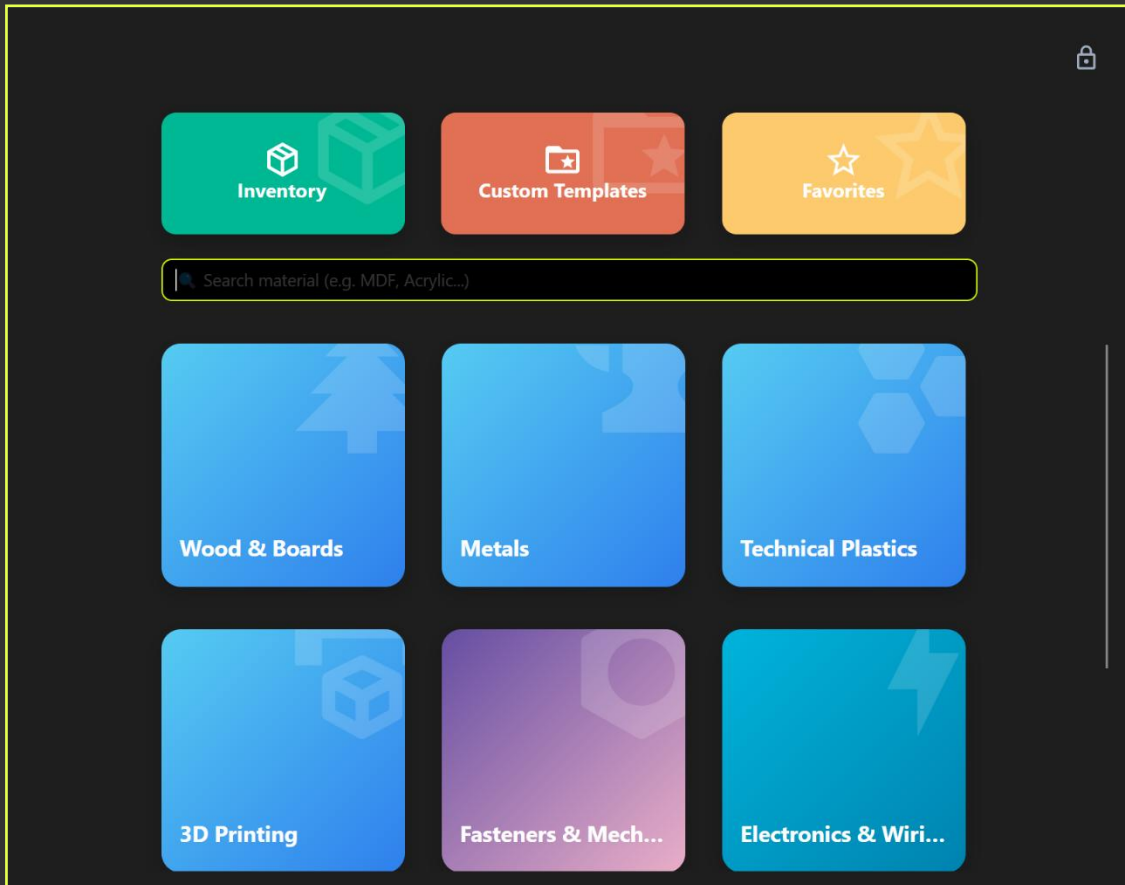 Inventory
Custom Templates
Favorites
Search material (e.g. MDF, Acrylic...)
Wood & Boards
Metals
Technical Plastics
3D Printing
Fasteners & Mech...
Electronics & Wiri...